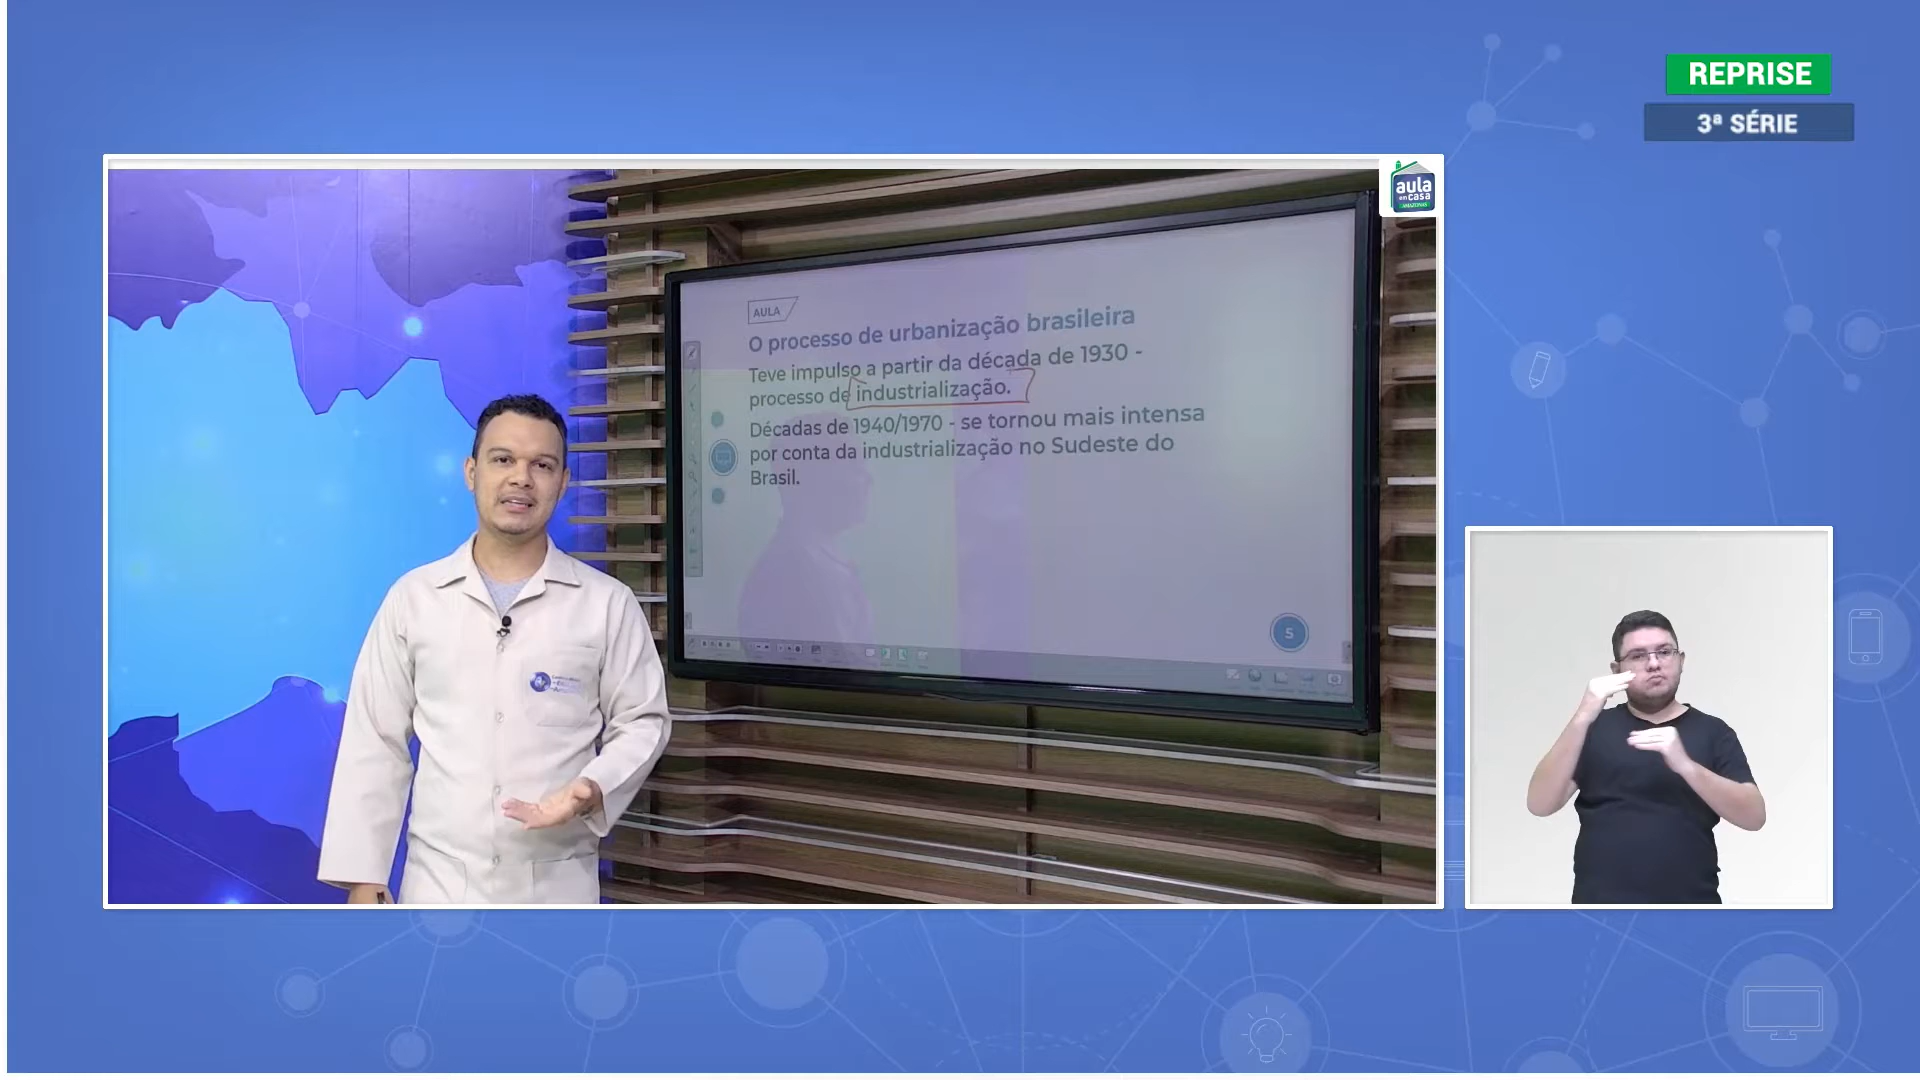 REPRISE
3ª SÉRIE
aula
em casa
AMAZONAS
AULA
O processo de urbanização brasileira
Teve impulso a partir da década de 1930 -
processo de industrialização.
Décadas de 1940/1970 - se tornou mais intensa
por conta da industrialização no Sudeste do
Brasil.
5